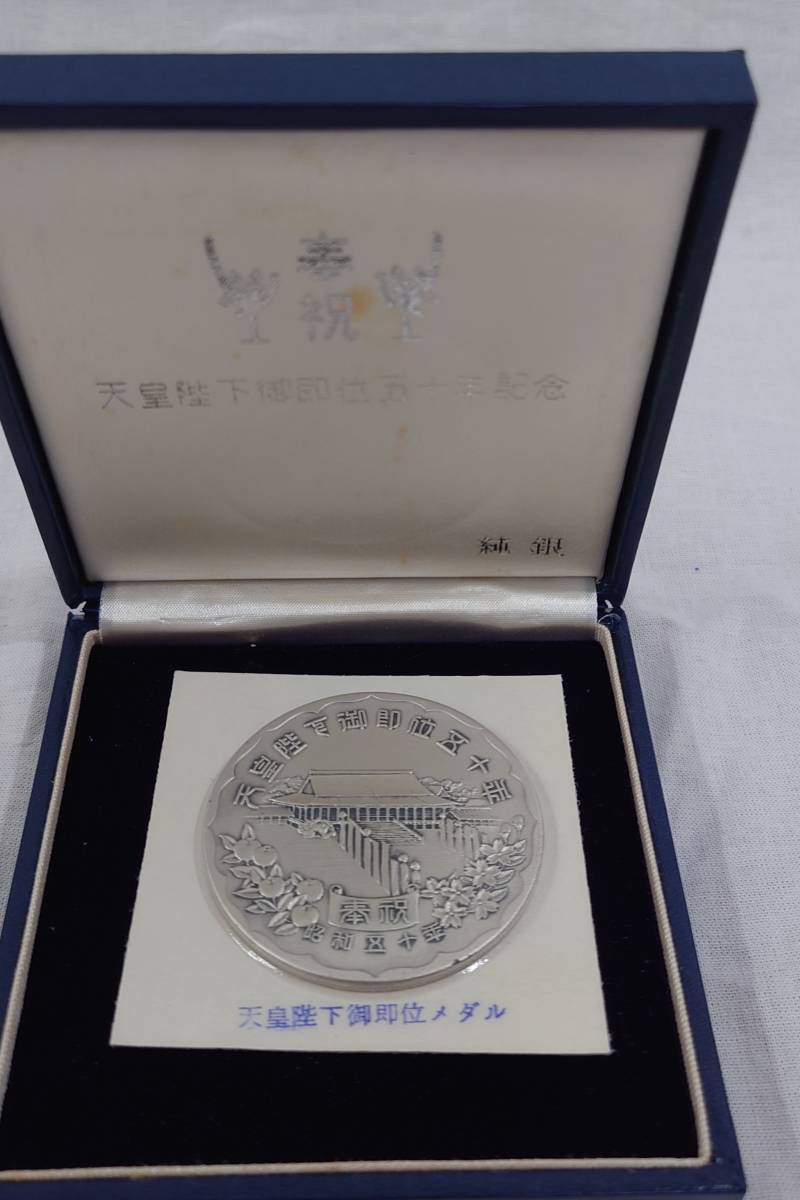 奉
祝
天皇陛下御即位五十年記念
純銀
天皇陛下御即位五十年
奉祝
昭和五十年
天皇陛下御即位メダル